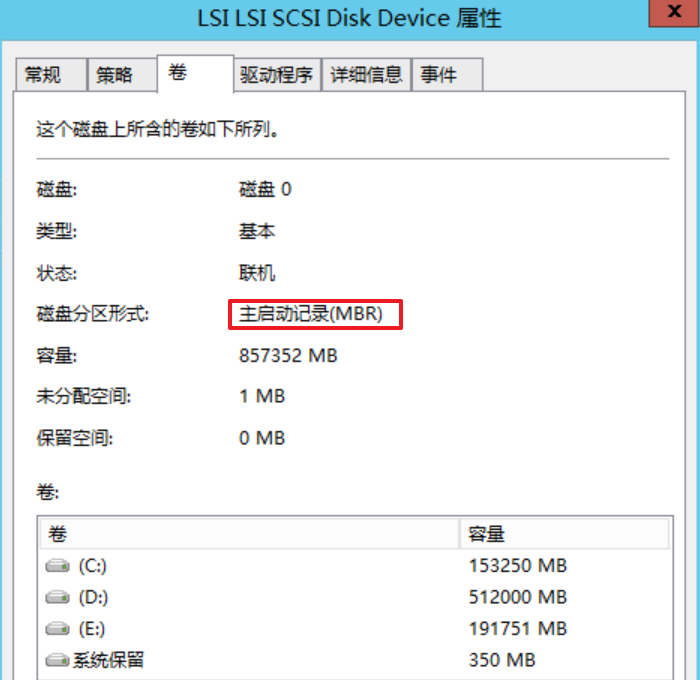 LSI LSI SCSI Disk Device 属性
X
常规 策略 卷 驱动程序 详细信息 事件
这个磁盘上所含的卷如下所列。
磁盘: 磁盘 0
类型: 基本
状态: 联机
磁盘分区形式: 主启动记录(MBR)
容量: 857352 MB
未分配空间: 1 MB
保留空间: 0 MB
卷:
卷 容量
(C:) 153250 MB
(D:) 512000 MB
(E:) 191751 MB
系统保留 350 MB